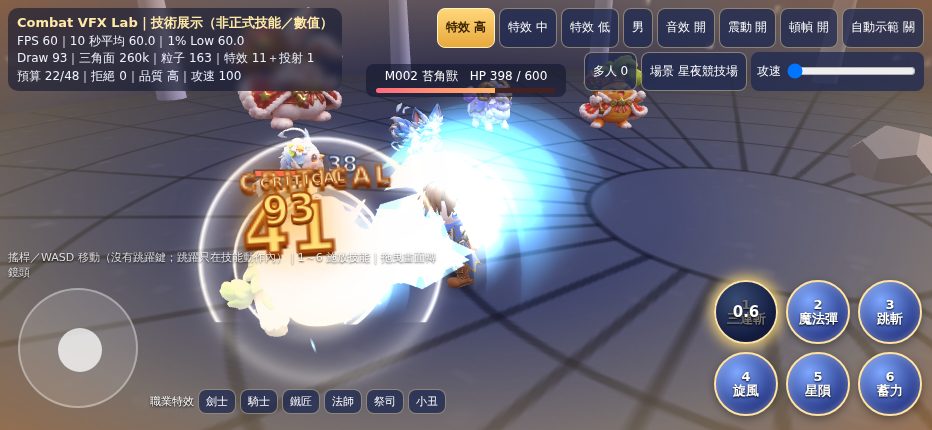 Combat VFX Lab｜技術展示（非正式技能／數值）
FPS 60｜10 秒平均 60.0｜1% Low 60.0
Draw 93｜三角面 260k｜粒子 163｜特效 11＋投射 1
預算 22/48｜拒絕 0｜品質 高｜攻速 100
特效 高
特效 中
特效 低
男
音效 開
震動 開
頓幀 開
自動示範 關
M002 苔角獸 HP 398 / 600
多人 0
場景 星夜競技場
攻速
38
CRITICAL
CRITICAL
93
41
搖桿／WASD 移動（沒有跳躍鍵；跳躍只在技能動作內）｜1～6 施放技能｜拖曳畫面轉
鏡頭
1
三連斬
0.6
2
魔法彈
3
跳斬
4
旋風
5
星隕
6
蓄力
職業特效
劍士
騎士
鐵匠
法師
祭司
小丑